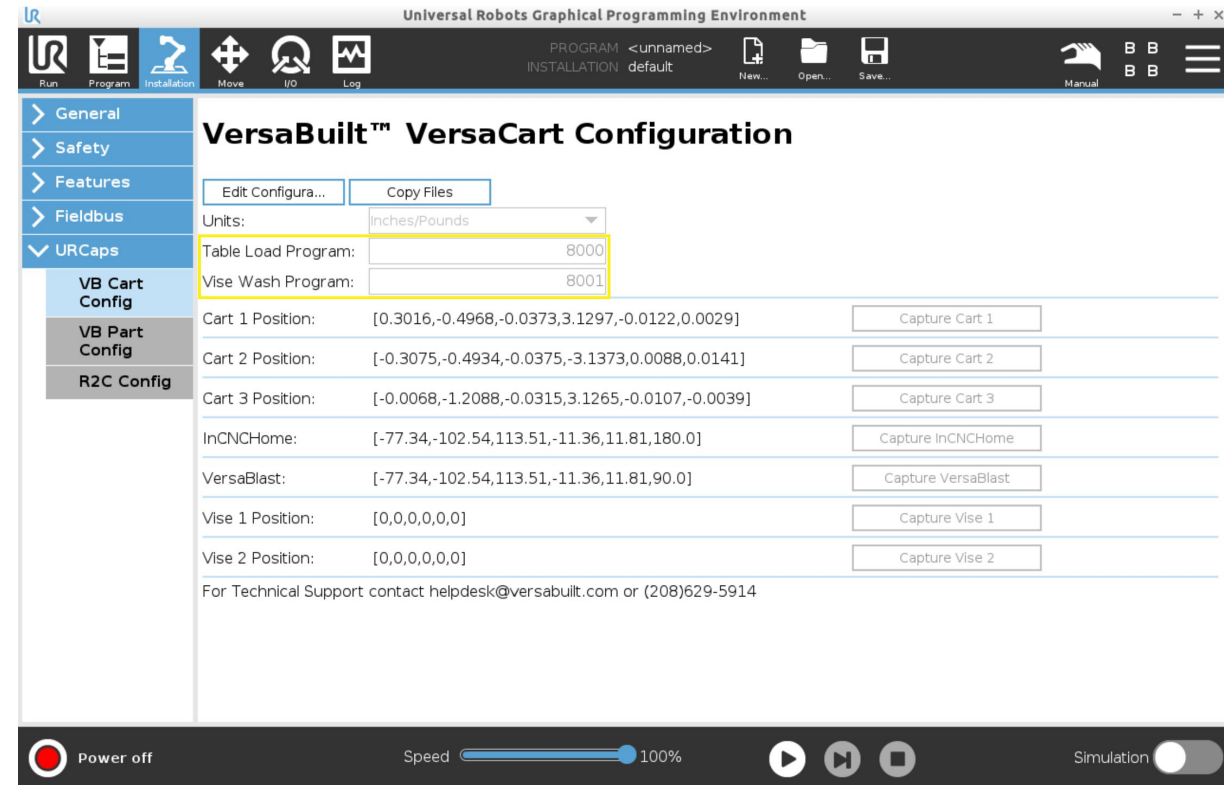 UR
Universal Robots Graphical Programming Environment
UR
Run
Program
Installation
Move
I/O
Log
PROGRAM <unnamed>
INSTALLATION default
New...
Open...
Save...
Manual
B B
B B
General
Safety
Features
Fieldbus
URCaps
VB Cart
Config
VB Part
Config
R2C Config
VersaBuilt™ VersaCart Configuration
Edit Configura... Copy Files
Units: Inches/Pounds
Table Load Program: 8000
Vise Wash Program: 8001
Cart 1 Position: [0.3016,-0.4968,-0.0373,3.1297,-0.0122,0.0029] Capture Cart 1
Cart 2 Position: [-0.3075,-0.4934,-0.0375,-3.1373,0.0088,0.0141] Capture Cart 2
Cart 3 Position: [-0.0068,-1.2088,-0.0315,3.1265,-0.0107,-0.0039] Capture Cart 3
InCNCHome: [-77.34,-102.54,113.51,-11.36,11.81,180.0] Capture InCNCHome
VersaBlast: [-77.34,-102.54,113.51,-11.36,11.81,90.0] Capture VersaBlast
Vise 1 Position: [0,0,0,0,0,0] Capture Vise 1
Vise 2 Position: [0,0,0,0,0,0] Capture Vise 2
For Technical Support contact helpdesk@versabuilt.com or (208)629-5914
Power off
Speed 100%
Simulation